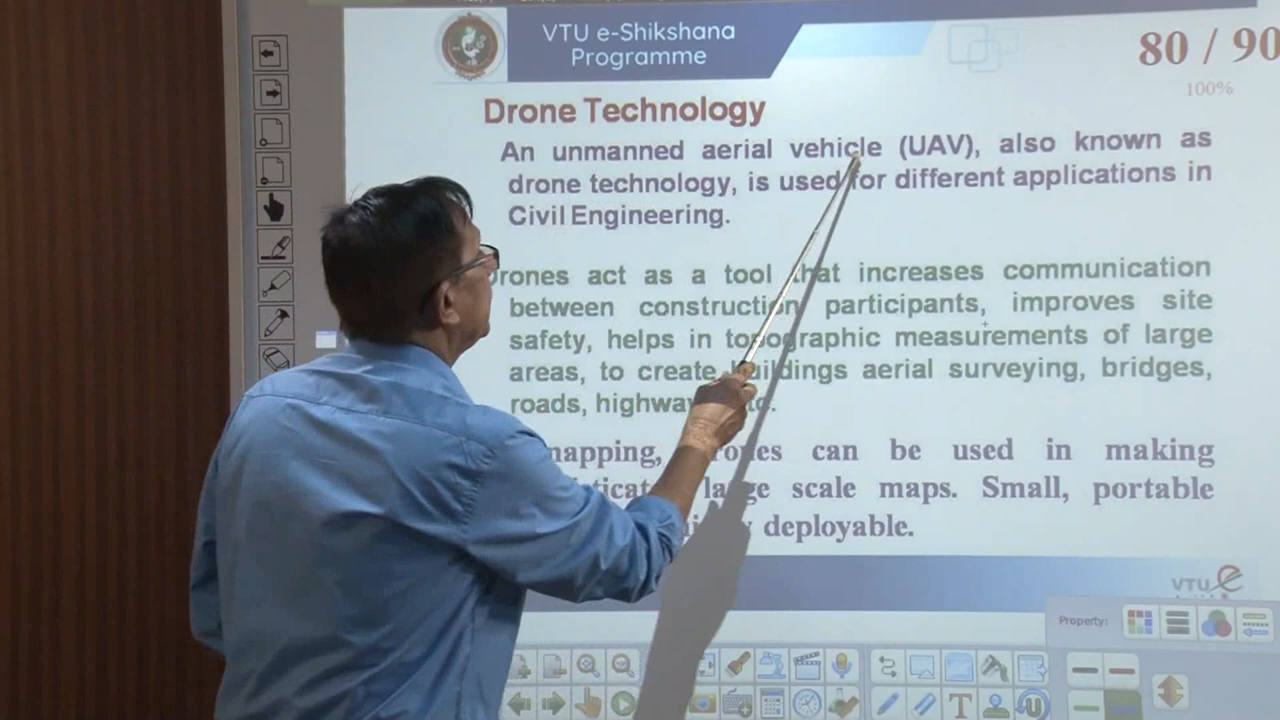 VTU e-Shikshana
Programme
80 / 90
100%
Drone Technology
An unmanned aerial vehicle (UAV), also known as
drone technology, is used for different applications in
Civil Engineering.
rones act as a tool that increases communication
between construction participants, improves site
safety, helps in topographic measurements of large
areas, to create buildings aerial surveying, bridges,
roads, highway
mapping, drones can be used in making
large scale maps. Small, portable
deployable.
VTU e
Property: